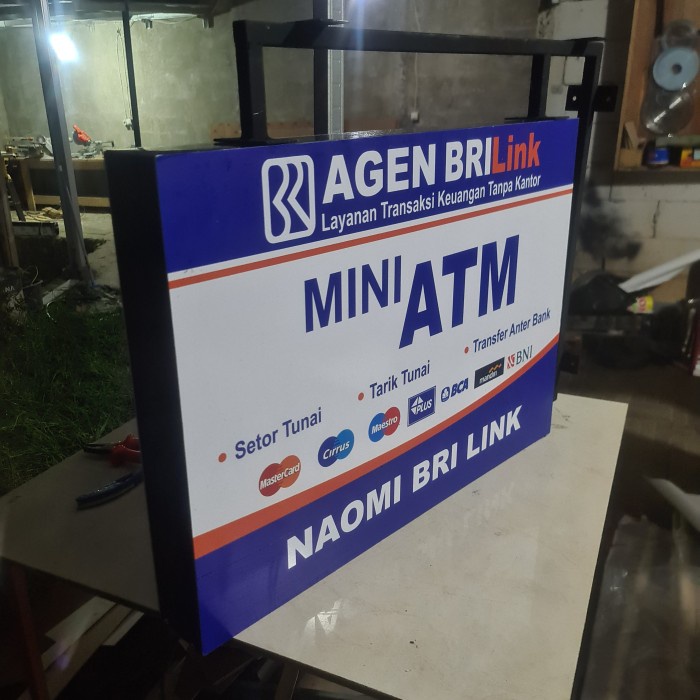 AGEN BRILink
Layanan Transaksi Keuangan Tanpa Kantor
MINI ATM
• Setor Tunai
• Tarik Tunai
• Transfer Anter Bank
MasterCard
Cirrus
Maestro
PLUS
BCA
mandiri
BNI
NAOMI BRI LINK